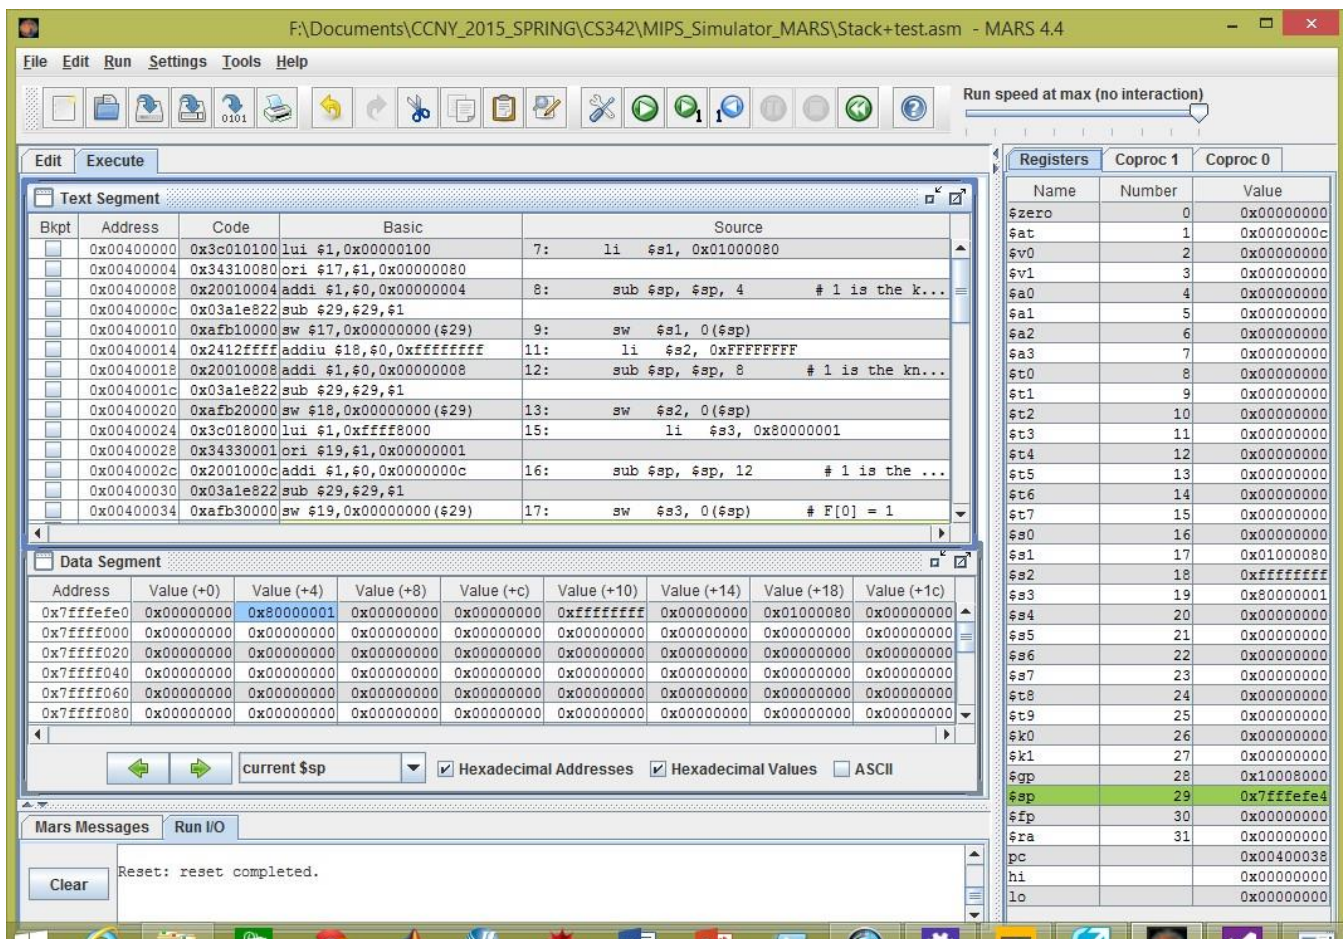 F:\Documents\CCNY_2015_SPRING\CS342\MIPS_Simulator_MARS\Stack+test.asm - MARS 4.4
File Edit Run Settings Tools Help
Run speed at max (no interaction)
Edit Execute
Text Segment
Bkpt Address Code Basic Source
0x00400000 0x3c010100 lui $1,0x00000100 7: li $s1, 0x01000080
0x00400004 0x34310080 ori $17,$1,0x00000080
0x00400008 0x20010004 addi $1,$0,0x00000004 8: sub $sp, $sp, 4 # 1 is the k...
0x0040000c 0x03a1e822 sub $29,$29,$1
0x00400010 0xafb10000 sw $17,0x00000000($29) 9: sw $s1, 0($sp)
0x00400014 0x2412ffff addiu $18,$0,0xffffffff 11: li $s2, 0xFFFFFFFF
0x00400018 0x20010008 addi $1,$0,0x00000008 12: sub $sp, $sp, 8 # 1 is the kn...
0x0040001c 0x03a1e822 sub $29,$29,$1
0x00400020 0xafb20000 sw $18,0x00000000($29) 13: sw $s2, 0($sp)
0x00400024 0x3c018000 lui $1,0xffff8000 15: li $s3, 0x80000001
0x00400028 0x34330001 ori $19,$1,0x00000001
0x0040002c 0x2001000c addi $1,$0,0x0000000c 16: sub $sp, $sp, 12 # 1 is the ...
0x00400030 0x03a1e822 sub $29,$29,$1
0x00400034 0xafb30000 sw $19,0x00000000($29) 17: sw $s3, 0($sp) # F[0] = 1
Data Segment
Address Value (+0) Value (+4) Value (+8) Value (+c) Value (+10) Value (+14) Value (+18) Value (+1c)
0x7fffefe0 0x00000000 0x80000001 0x00000000 0x00000000 0xffffffff 0x00000000 0x01000080 0x00000000
0x7ffff000 0x00000000 0x00000000 0x00000000 0x00000000 0x00000000 0x00000000 0x00000000 0x00000000
0x7ffff020 0x00000000 0x00000000 0x00000000 0x00000000 0x00000000 0x00000000 0x00000000 0x00000000
0x7ffff040 0x00000000 0x00000000 0x00000000 0x00000000 0x00000000 0x00000000 0x00000000 0x00000000
0x7ffff060 0x00000000 0x00000000 0x00000000 0x00000000 0x00000000 0x00000000 0x00000000 0x00000000
0x7ffff080 0x00000000 0x00000000 0x00000000 0x00000000 0x00000000 0x00000000 0x00000000 0x00000000
current $sp Hexadecimal Addresses Hexadecimal Values ASCII
Mars Messages Run I/O
Reset: reset completed.
Clear
Registers Coproc 1 Coproc 0
Name Number Value
$zero 0 0x00000000
$at 1 0x0000000c
$v0 2 0x00000000
$v1 3 0x00000000
$a0 4 0x00000000
$a1 5 0x00000000
$a2 6 0x00000000
$a3 7 0x00000000
$t0 8 0x00000000
$t1 9 0x00000000
$t2 10 0x00000000
$t3 11 0x00000000
$t4 12 0x00000000
$t5 13 0x00000000
$t6 14 0x00000000
$t7 15 0x00000000
$s0 16 0x00000000
$s1 17 0x01000080
$s2 18 0xffffffff
$s3 19 0x80000001
$s4 20 0x00000000
$s5 21 0x00000000
$s6 22 0x00000000
$s7 23 0x00000000
$t8 24 0x00000000
$t9 25 0x00000000
$k0 26 0x00000000
$k1 27 0x00000000
$gp 28 0x10008000
$sp 29 0x7fffefe4
$fp 30 0x00000000
$ra 31 0x00000000
pc 0x00400038
hi 0x00000000
lo 0x00000000